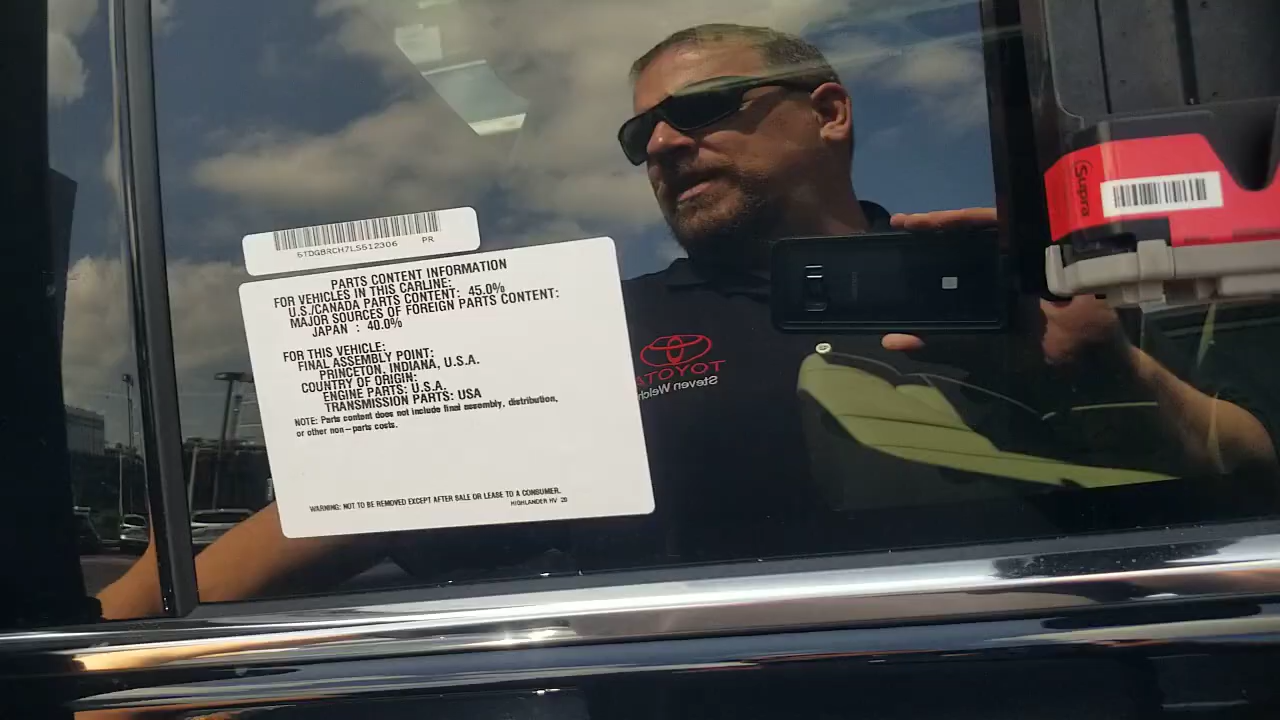 5TDGBRCH7LS512306 PR
PARTS CONTENT INFORMATION
FOR VEHICLES IN THIS CARLINE:
U.S./CANADA PARTS CONTENT: 45.0%
MAJOR SOURCES OF FOREIGN PARTS CONTENT:
JAPAN : 40.0%
FOR THIS VEHICLE:
FINAL ASSEMBLY POINT:
PRINCETON, INDIANA, U.S.A.
COUNTRY OF ORIGIN:
ENGINE PARTS: U.S.A.
TRANSMISSION PARTS: USA
NOTE: Parts content does not include final assembly, distribution,
or other non-parts costs.
WARNING: NOT TO BE REMOVED EXCEPT AFTER SALE OR LEASE TO A CONSUMER.
HIGHLANDER HV 20
TOYOTA
Steven Welch
Supra